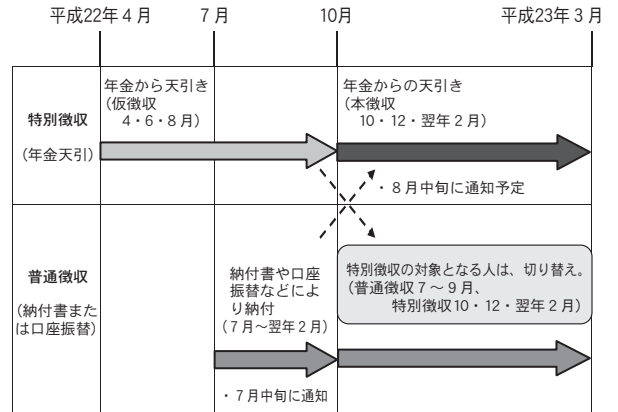 平成22年４月
７月
10月
平成23年３月
特別徴収
(年金天引)
年金から天引き
(仮徴収
４・６・８月)
年金からの天引き
(本徴収
10・12・翌年２月)
・８月中旬に通知予定
普通徴収
(納付書また
は口座振替)
納付書や口座
振替などによ
り納付
(７月～翌年２月)
・７月中旬に通知
特別徴収の対象となる人は、切り替え。
(普通徴収７～９月、
特別徴収10・12・翌年２月)